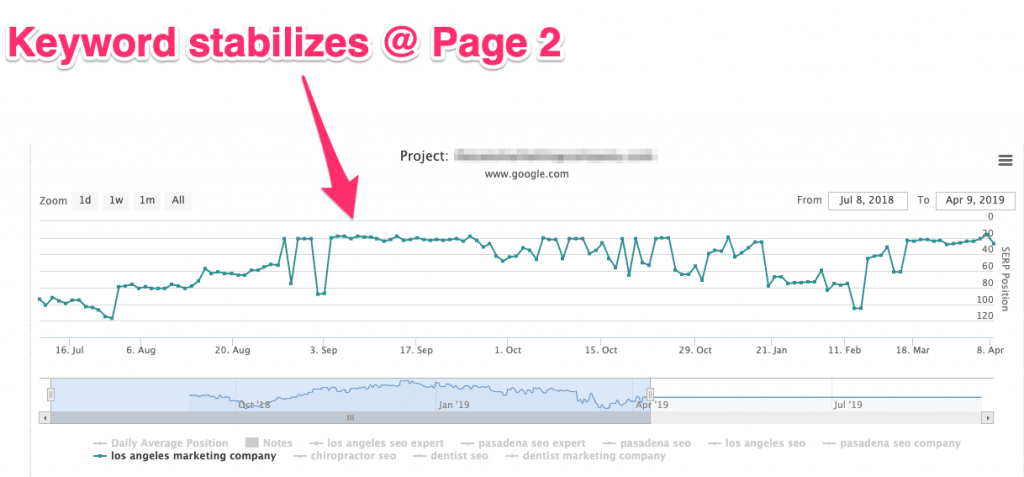 Keyword stabilizes @ Page 2
Project:
www.google.com
Zoom 1d 1w 1m All
From Jul 8, 2018 To Apr 9, 2019
0
20
40
60
80
100
120
SERP Position
16. Jul 6. Aug 20. Aug 3. Sep 17. Sep 1. Oct 15. Oct 29. Oct 21. Jan 11. Feb 18. Mar 8. Apr
Oct '18 Jan '19 Apr '19 Jul '19
Daily Average Position Notes los angeles seo expert pasadena seo expert pasadena seo los angeles seo pasadena seo company
los angeles marketing company chiropractor seo dentist seo dentist marketing company